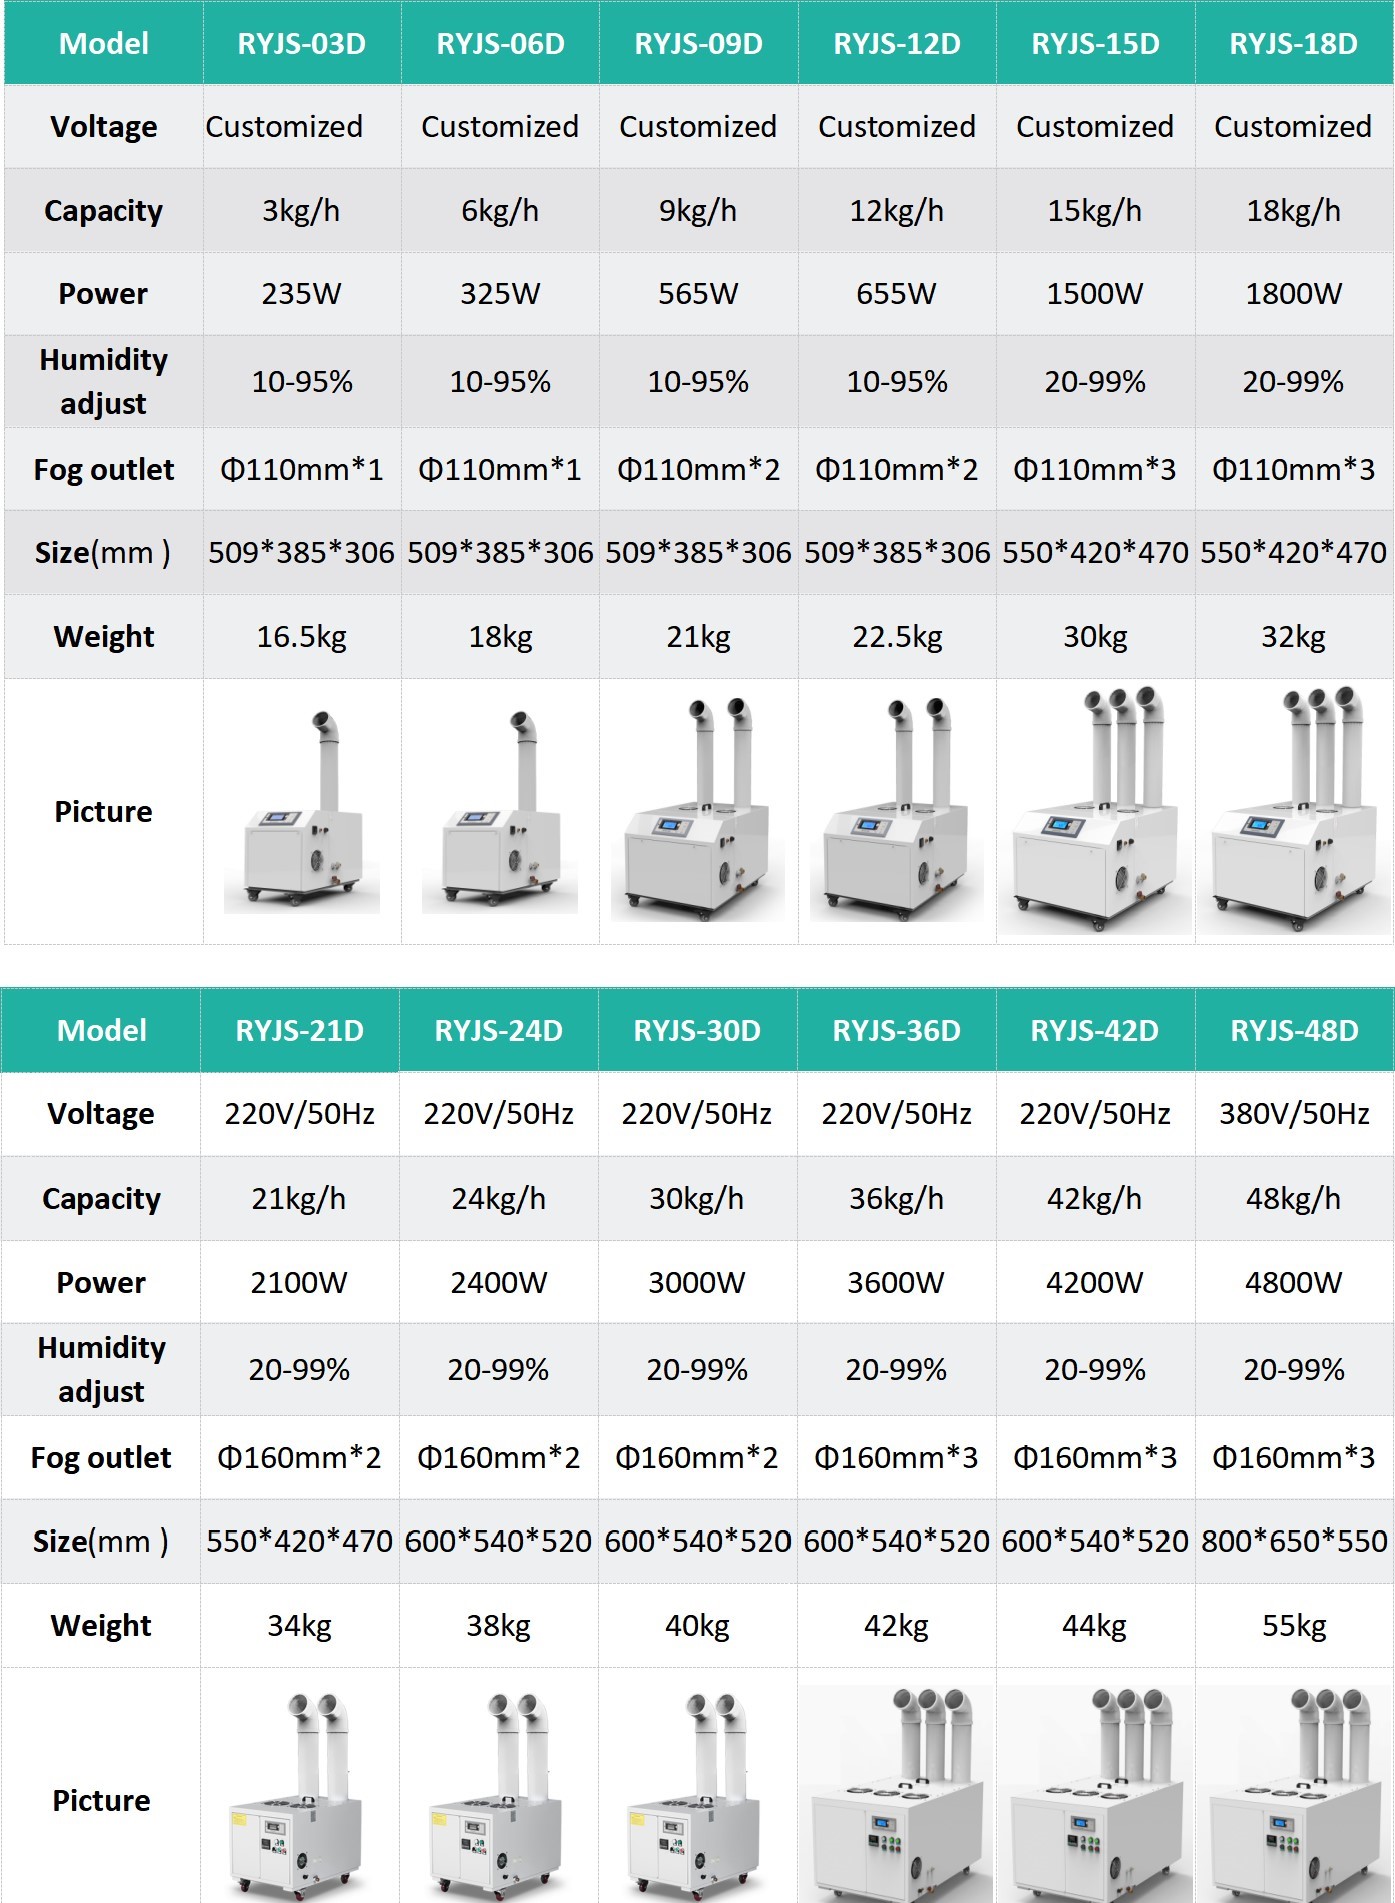 Model RYJS-03D RYJS-06D RYJS-09D RYJS-12D RYJS-15D RYJS-18D
Voltage Customized Customized Customized Customized Customized Customized
Capacity 3kg/h 6kg/h 9kg/h 12kg/h 15kg/h 18kg/h
Power 235W 325W 565W 655W 1500W 1800W
Humidity
adjust 10-95% 10-95% 10-95% 10-95% 20-99% 20-99%
Fog outlet Φ110mm*1 Φ110mm*1 Φ110mm*2 Φ110mm*2 Φ110mm*3 Φ110mm*3
Size(mm ) 509*385*306 509*385*306 509*385*306 509*385*306 550*420*470 550*420*470
Weight 16.5kg 18kg 21kg 22.5kg 30kg 32kg
Picture
Model RYJS-21D RYJS-24D RYJS-30D RYJS-36D RYJS-42D RYJS-48D
Voltage 220V/50Hz 220V/50Hz 220V/50Hz 220V/50Hz 220V/50Hz 380V/50Hz
Capacity 21kg/h 24kg/h 30kg/h 36kg/h 42kg/h 48kg/h
Power 2100W 2400W 3000W 3600W 4200W 4800W
Humidity
adjust 20-99% 20-99% 20-99% 20-99% 20-99% 20-99%
Fog outlet Φ160mm*2 Φ160mm*2 Φ160mm*2 Φ160mm*3 Φ160mm*3 Φ160mm*3
Size(mm ) 550*420*470 600*540*520 600*540*520 600*540*520 600*540*520 800*650*550
Weight 34kg 38kg 40kg 42kg 44kg 55kg
Picture